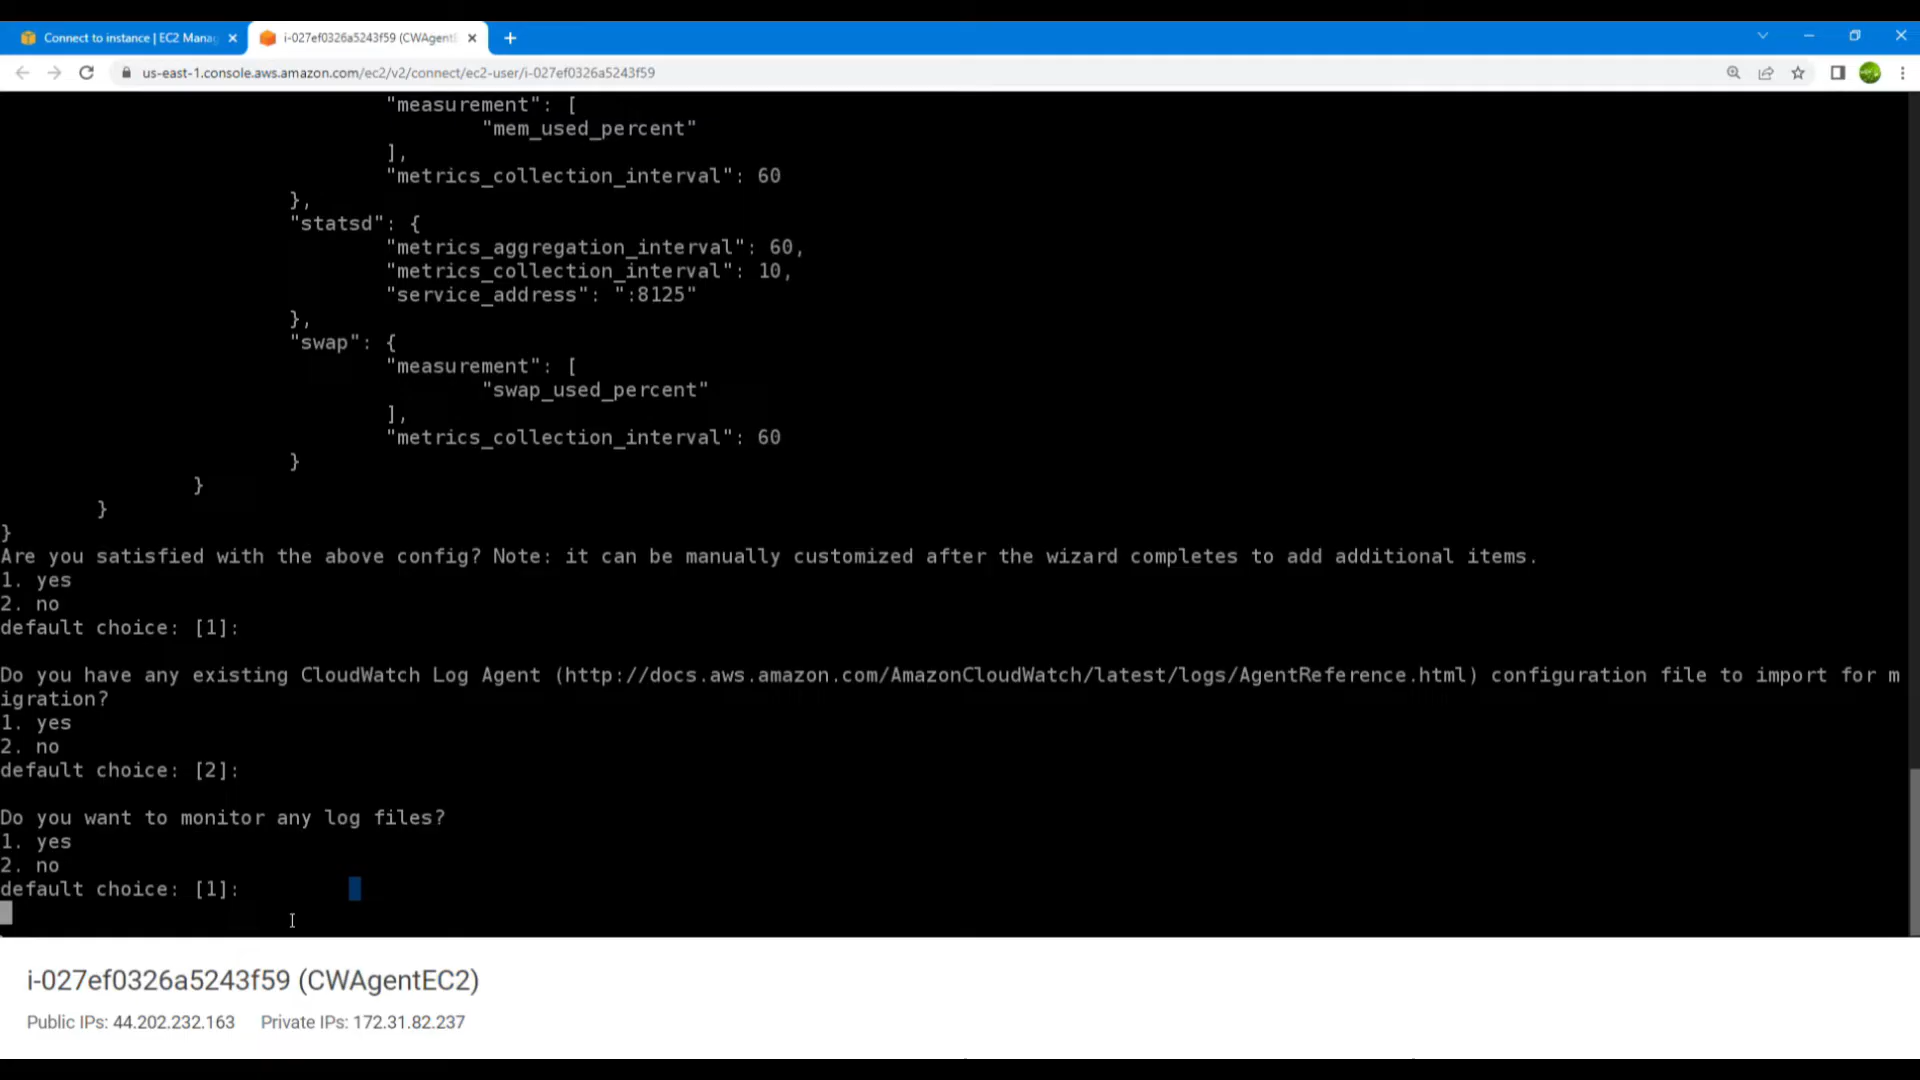 Connect to instance | EC2 Mana
i-027ef0326a5243f59 (CWAgentE
us-east-1.console.aws.amazon.com/ec2/v2/connect/ec2-user/i-027ef0326a5243f59
"measurement": [
"mem_used_percent"
],
"metrics_collection_interval": 60
},
"statsd": {
"metrics_aggregation_interval": 60,
"metrics_collection_interval": 10,
"service_address": ":8125"
},
"swap": {
"measurement": [
"swap_used_percent"
],
"metrics_collection_interval": 60
}
}
}
}
Are you satisfied with the above config? Note: it can be manually customized after the wizard completes to add additional items.
1. yes
2. no
default choice: [1]:
Do you have any existing CloudWatch Log Agent (http://docs.aws.amazon.com/AmazonCloudWatch/latest/logs/AgentReference.html) configuration file to import for m
igration?
1. yes
2. no
default choice: [2]:
Do you want to monitor any log files?
1. yes
2. no
default choice: [1]:
i-027ef0326a5243f59 (CWAgentEC2)
Public IPs: 44.202.232.163 Private IPs: 172.31.82.237